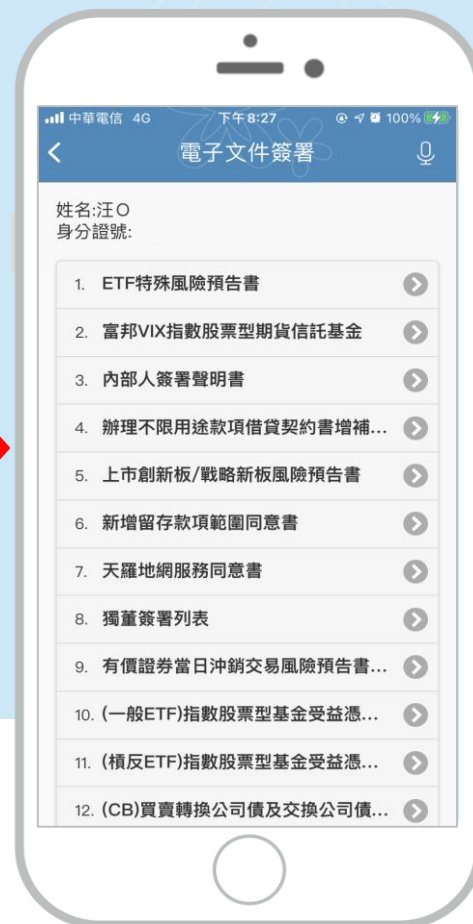 中華電信 4G 下午8:27 100%
電子文件簽署
姓名:汪O
身分證號:
1. ETF特殊風險預告書
2. 富邦VIX指數股票型期貨信託基金
3. 內部人簽署聲明書
4. 辦理不限用途款項借貸契約書增補...
5. 上市創新板/戰略新板風險預告書
6. 新增留存款項範圍同意書
7. 天羅地網服務同意書
8. 獨董簽署列表
9. 有價證券當日沖銷交易風險預告書...
10. (一般ETF)指數股票型基金受益憑...
11. (槓反ETF)指數股票型基金受益憑...
12. (CB)買賣轉換公司債及交換公司債...